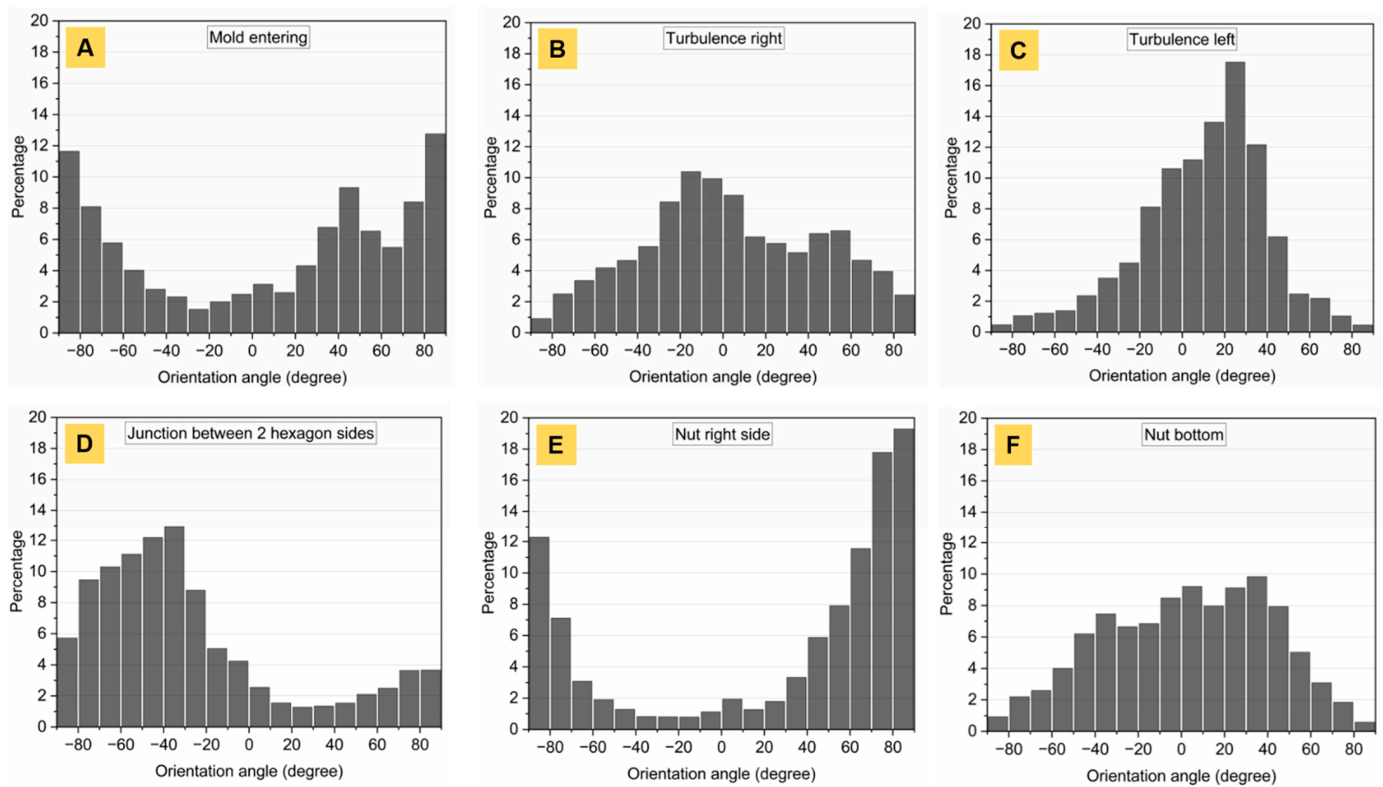 A
Mold entering
Percentage
20
18
16
14
12
10
8
6
4
2
0
−80 −60 −40 −20 0 20 40 60 80
Orientation angle (degree)
B
Turbulence right
Percentage
20
18
16
14
12
10
8
6
4
2
0
−80 −60 −40 −20 0 20 40 60 80
Orientation angle (degree)
C
Turbulence left
Percentage
20
18
16
14
12
10
8
6
4
2
0
−80 −60 −40 −20 0 20 40 60 80
Orientation angle (degree)
D
Junction between 2 hexagon sides
Percentage
20
18
16
14
12
10
8
6
4
2
0
−80 −60 −40 −20 0 20 40 60 80
Orientation angle (degree)
E
Nut right side
Percentage
20
18
16
14
12
10
8
6
4
2
0
−80 −60 −40 −20 0 20 40 60 80
Orientation angle (degree)
F
Nut bottom
Percentage
20
18
16
14
12
10
8
6
4
2
0
−80 −60 −40 −20 0 20 40 60 80
Orientation angle (degree)